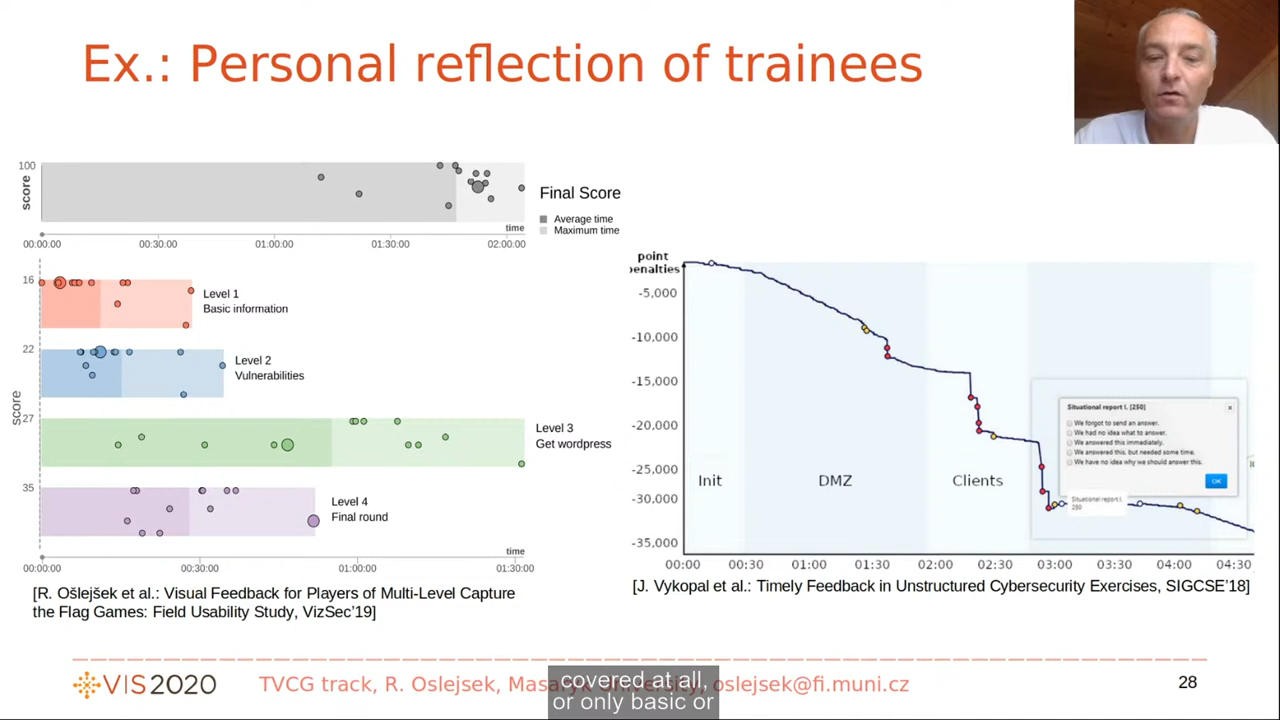 Ex.: Personal reflection of trainees
100
score
Final Score
Average time
Maximum time
time
00:00:00
00:30:00
01:00:00
01:30:00
02:00:00
16
Level 1
Basic information
22
Level 2
Vulnerabilities
score
27
Level 3
Get wordpress
35
Level 4
Final round
time
00:00:00
00:30:00
01:00:00
01:30:00
[R. Ošlejšek et al.: Visual Feedback for Players of Multi-Level Capture
the Flag Games: Field Usability Study, VizSec’19]
point
penalties
-5,000
-10,000
-15,000
-20,000
-25,000
-30,000
-35,000
Init
DMZ
Clients
Situational report I. [250]
We forgot to send an answer.
We had no idea what to answer.
We answered this immediately.
We answered this, but needed some time.
We have no idea why we should answer this.
OK
Situational report I.
250
00:00
00:30
01:00
01:30
02:00
02:30
03:00
03:30
04:00
04:30
[J. Vykopal et al.: Timely Feedback in Unstructured Cybersecurity Exercises, SIGCSE’18]
VIS2020
TVCG track, R. Oslejsek, Masaryk University, oslejsek@fi.muni.cz
28
covered at all,
or only basic or